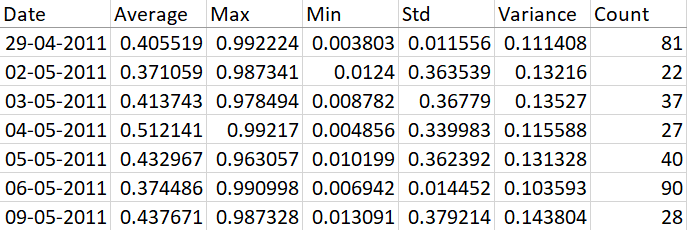 Date Average Max Min Std Variance Count
29-04-2011 0.405519 0.992224 0.003803 0.011556 0.111408 81
02-05-2011 0.371059 0.987341 0.0124 0.363539 0.13216 22
03-05-2011 0.413743 0.978494 0.008782 0.36779 0.13527 37
04-05-2011 0.512141 0.99217 0.004856 0.339983 0.115588 27
05-05-2011 0.432967 0.963057 0.010199 0.362392 0.131328 40
06-05-2011 0.374486 0.990998 0.006942 0.014452 0.103593 90
09-05-2011 0.437671 0.987328 0.013091 0.379214 0.143804 28